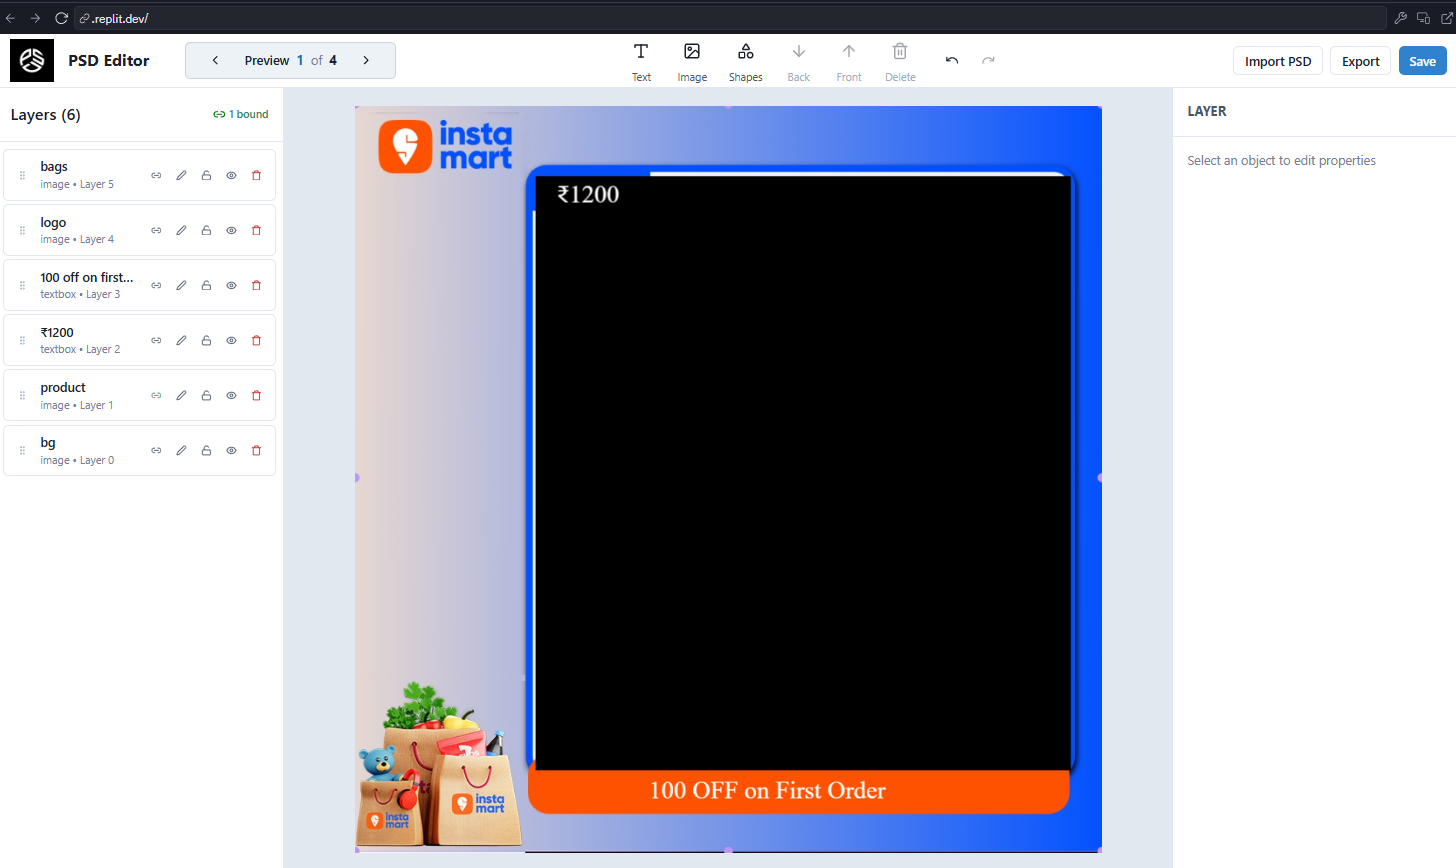 .replit.dev/
PSD Editor
Preview 1 of 4
Text
Image
Shapes
Back
Front
Delete
Import PSD
Export
Save
Layers (6)
1 bound
bags
image • Layer 5
logo
image • Layer 4
100 off on first...
textbox • Layer 3
₹1200
textbox • Layer 2
product
image • Layer 1
bg
image • Layer 0
insta
mart
₹1200
100 OFF on First Order
insta
mart
insta
mart
LAYER
Select an object to edit properties